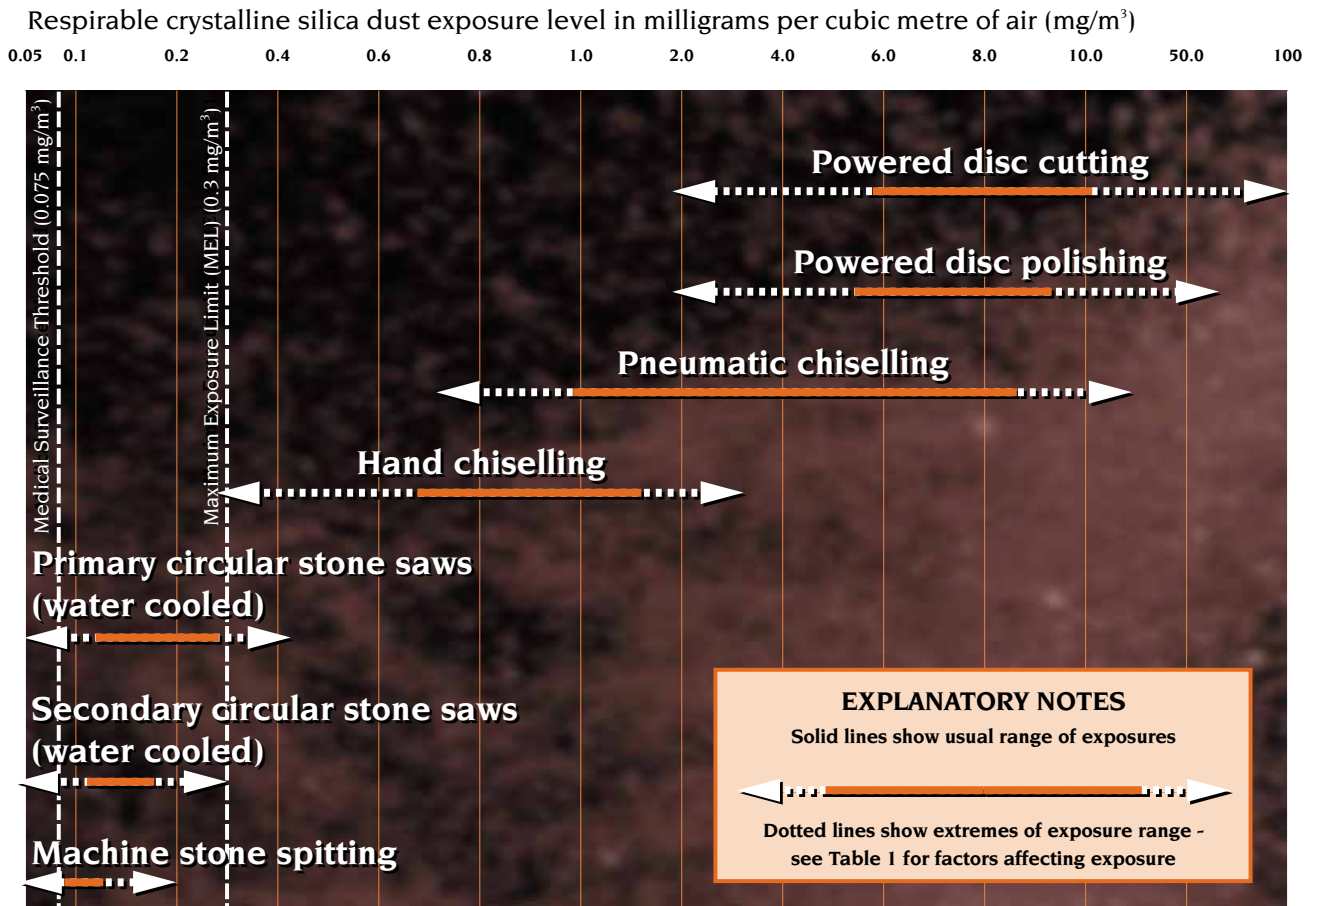 Respirable crystalline silica dust exposure level in milligrams per cubic metre of air (mg/m³)
0.05 0.1 0.2 0.4 0.6 0.8 1.0 2.0 4.0 6.0 8.0 10.0 50.0 100
Medical Surveillance Threshold (0.075 mg/m³)
Maximum Exposure Limit (MEL) (0.3 mg/m³)
Powered disc cutting
Powered disc polishing
Pneumatic chiselling
Hand chiselling
Primary circular stone saws
(water cooled)
Secondary circular stone saws
(water cooled)
Machine stone spitting
EXPLANATORY NOTES
Solid lines show usual range of exposures
Dotted lines show extremes of exposure range -
see Table 1 for factors affecting exposure